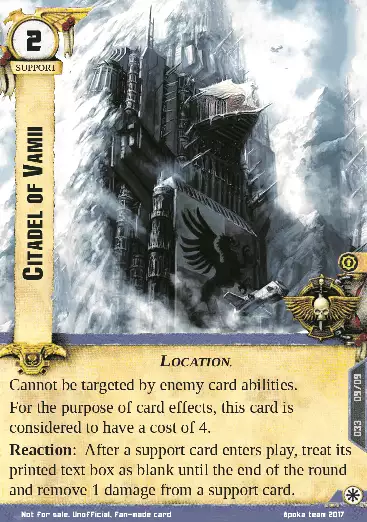 2
SUPPORT
CITADEL OF VAMII
LOCATION.
Cannot be targeted by enemy card abilities.
For the purpose of card effects, this card is
considered to have a cost of 4.
Reaction: After a support card enters play, treat its
printed text box as blank until the end of the round
and remove 1 damage from a support card.
033 09/09
Not for sale. Unofficial. Fan-made card
Apoka team 2017